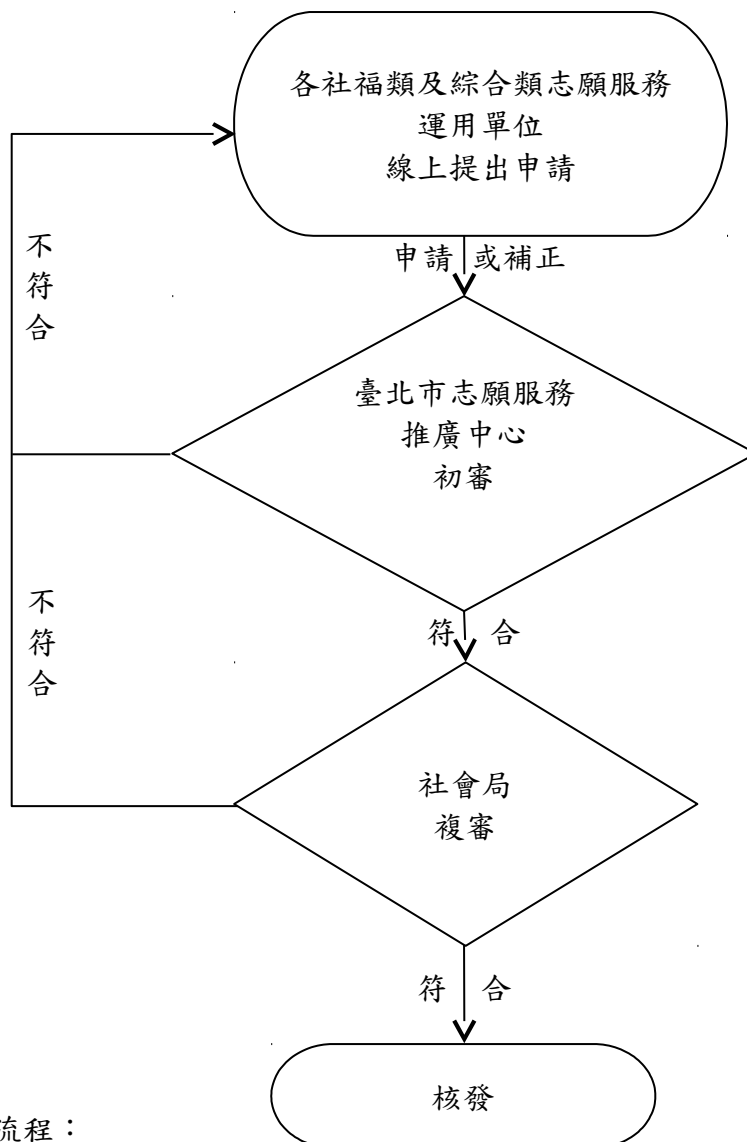 各社福類及綜合類志願服務
運用單位
線上提出申請
申請 或補正
不符合
臺北市志願服務
推廣中心
初審
不符合
符 合
社會局
複審
符 合
核發
流程：